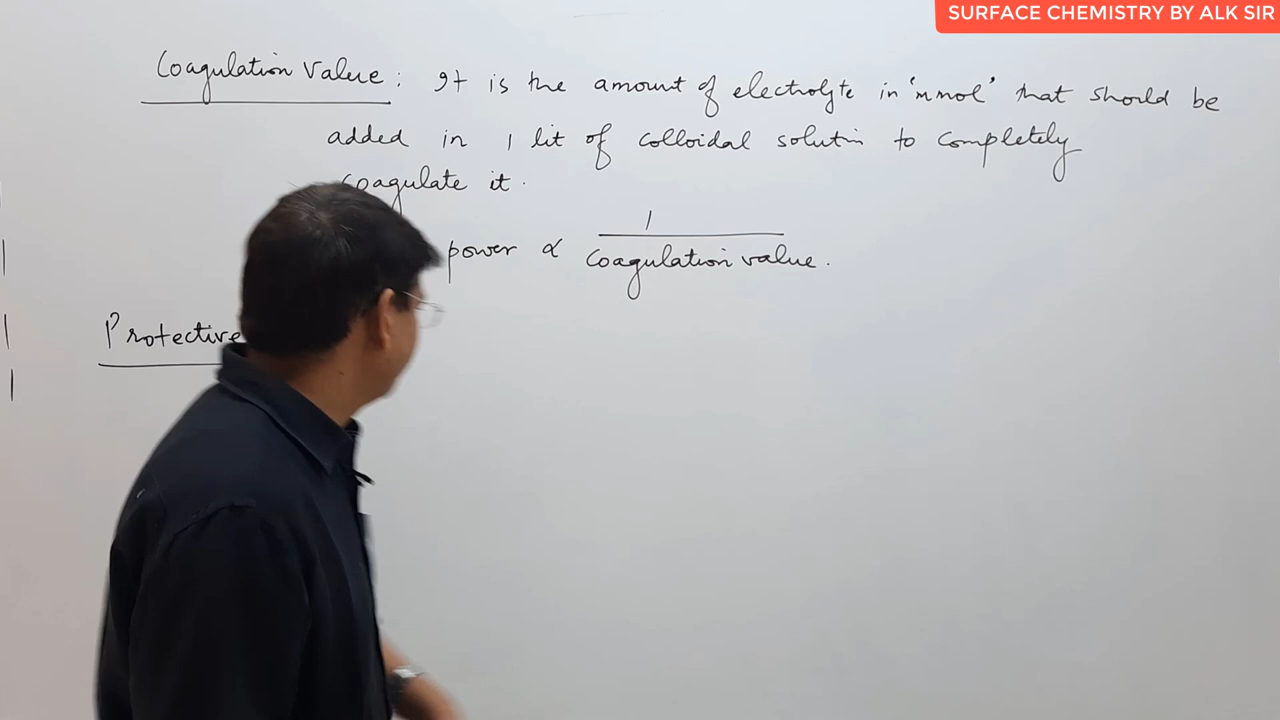 SURFACE CHEMISTRY BY ALK SIR
Coagulation Value : It is the amount of electrolyte in 'mmol' that should be
added in 1 lit of colloidal solutin to completely
coagulate it.
power ∝ 1 / Coagulation value.
Protective